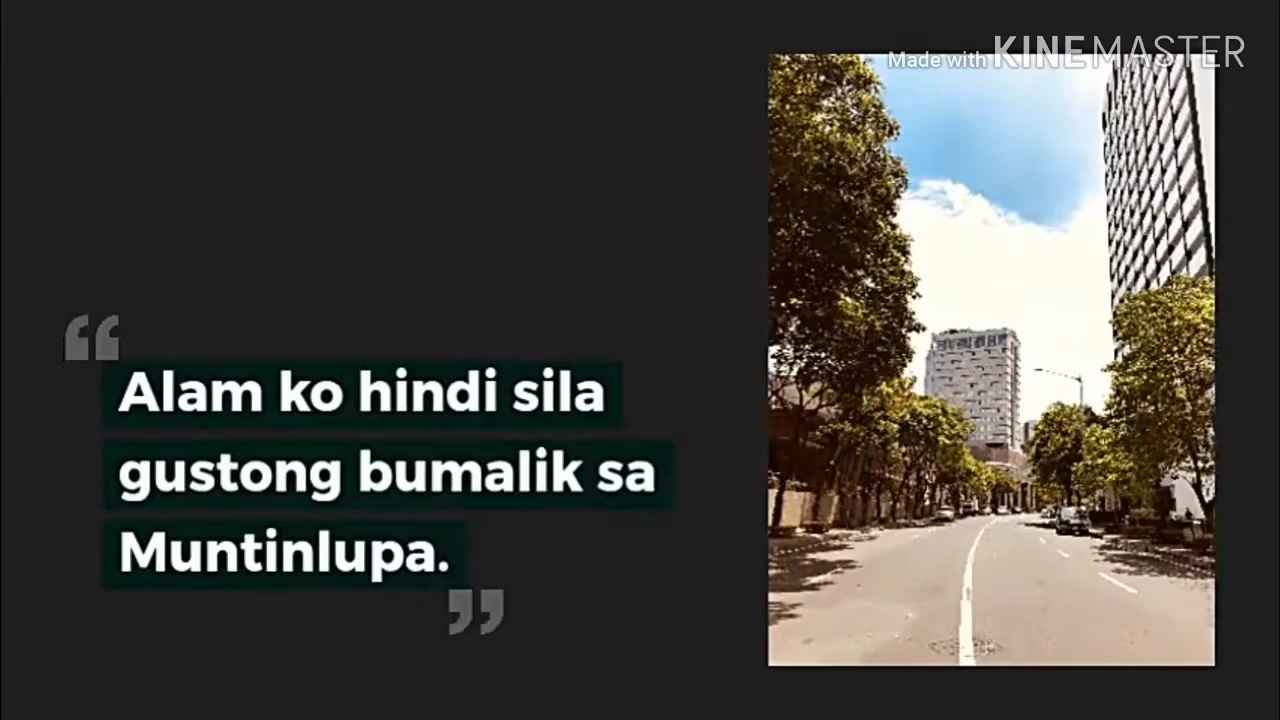 Made with KINEMASTER
“
Alam ko hindi sila
gustong bumalik sa
Muntinlupa.
”